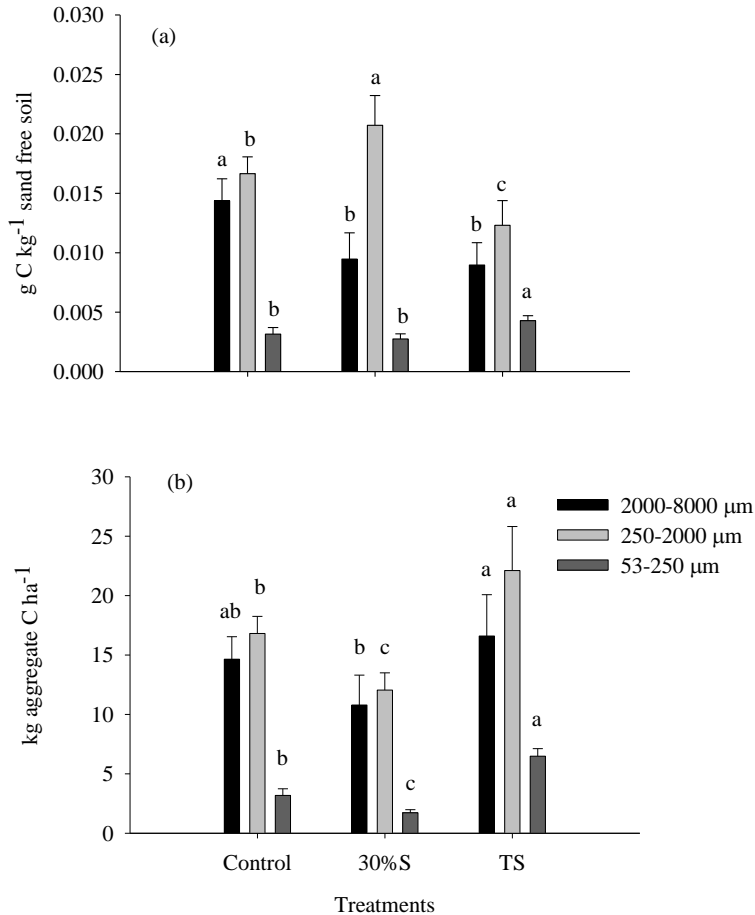 (a)
g C kg-1 sand free soil
0.030
0.025
0.020
0.015
0.010
0.005
0.000
a
b
b
b
a
b
b
c
a
(b)
kg aggregate C ha-1
30
25
20
15
10
5
0
ab
b
b
b
c
c
a
a
a
2000-8000 µm
250-2000 µm
53-250 µm
Control
30%S
TS
Treatments